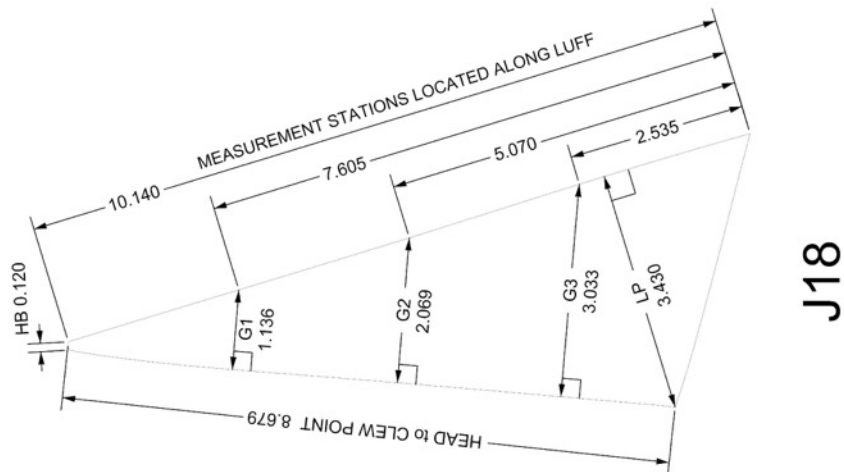 MEASUREMENT STATIONS LOCATED ALONG LUFF
10.140
7.605
5.070
2.535
HB 0.120
G1
1.136
G2
2.069
G3
3.033
LP
3.430
HEAD to CLEW POINT 8.679
J18